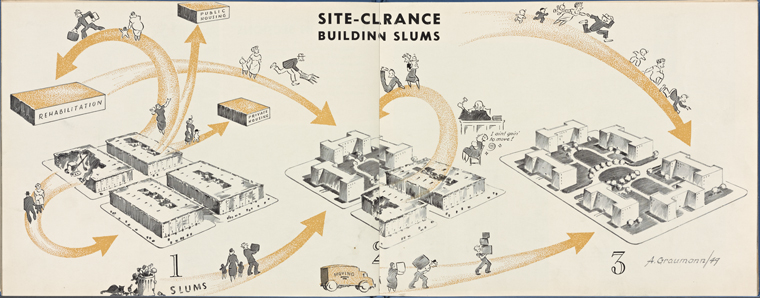 SITE-CLRANCE
BUILDINN SLUMS
PUBLIC
HOUSING
REHABILITATION
PRIVATE
HOUSING
I aint goin'
to move!
1
SLUMS
MOVING
2
3
A. Graumann/49